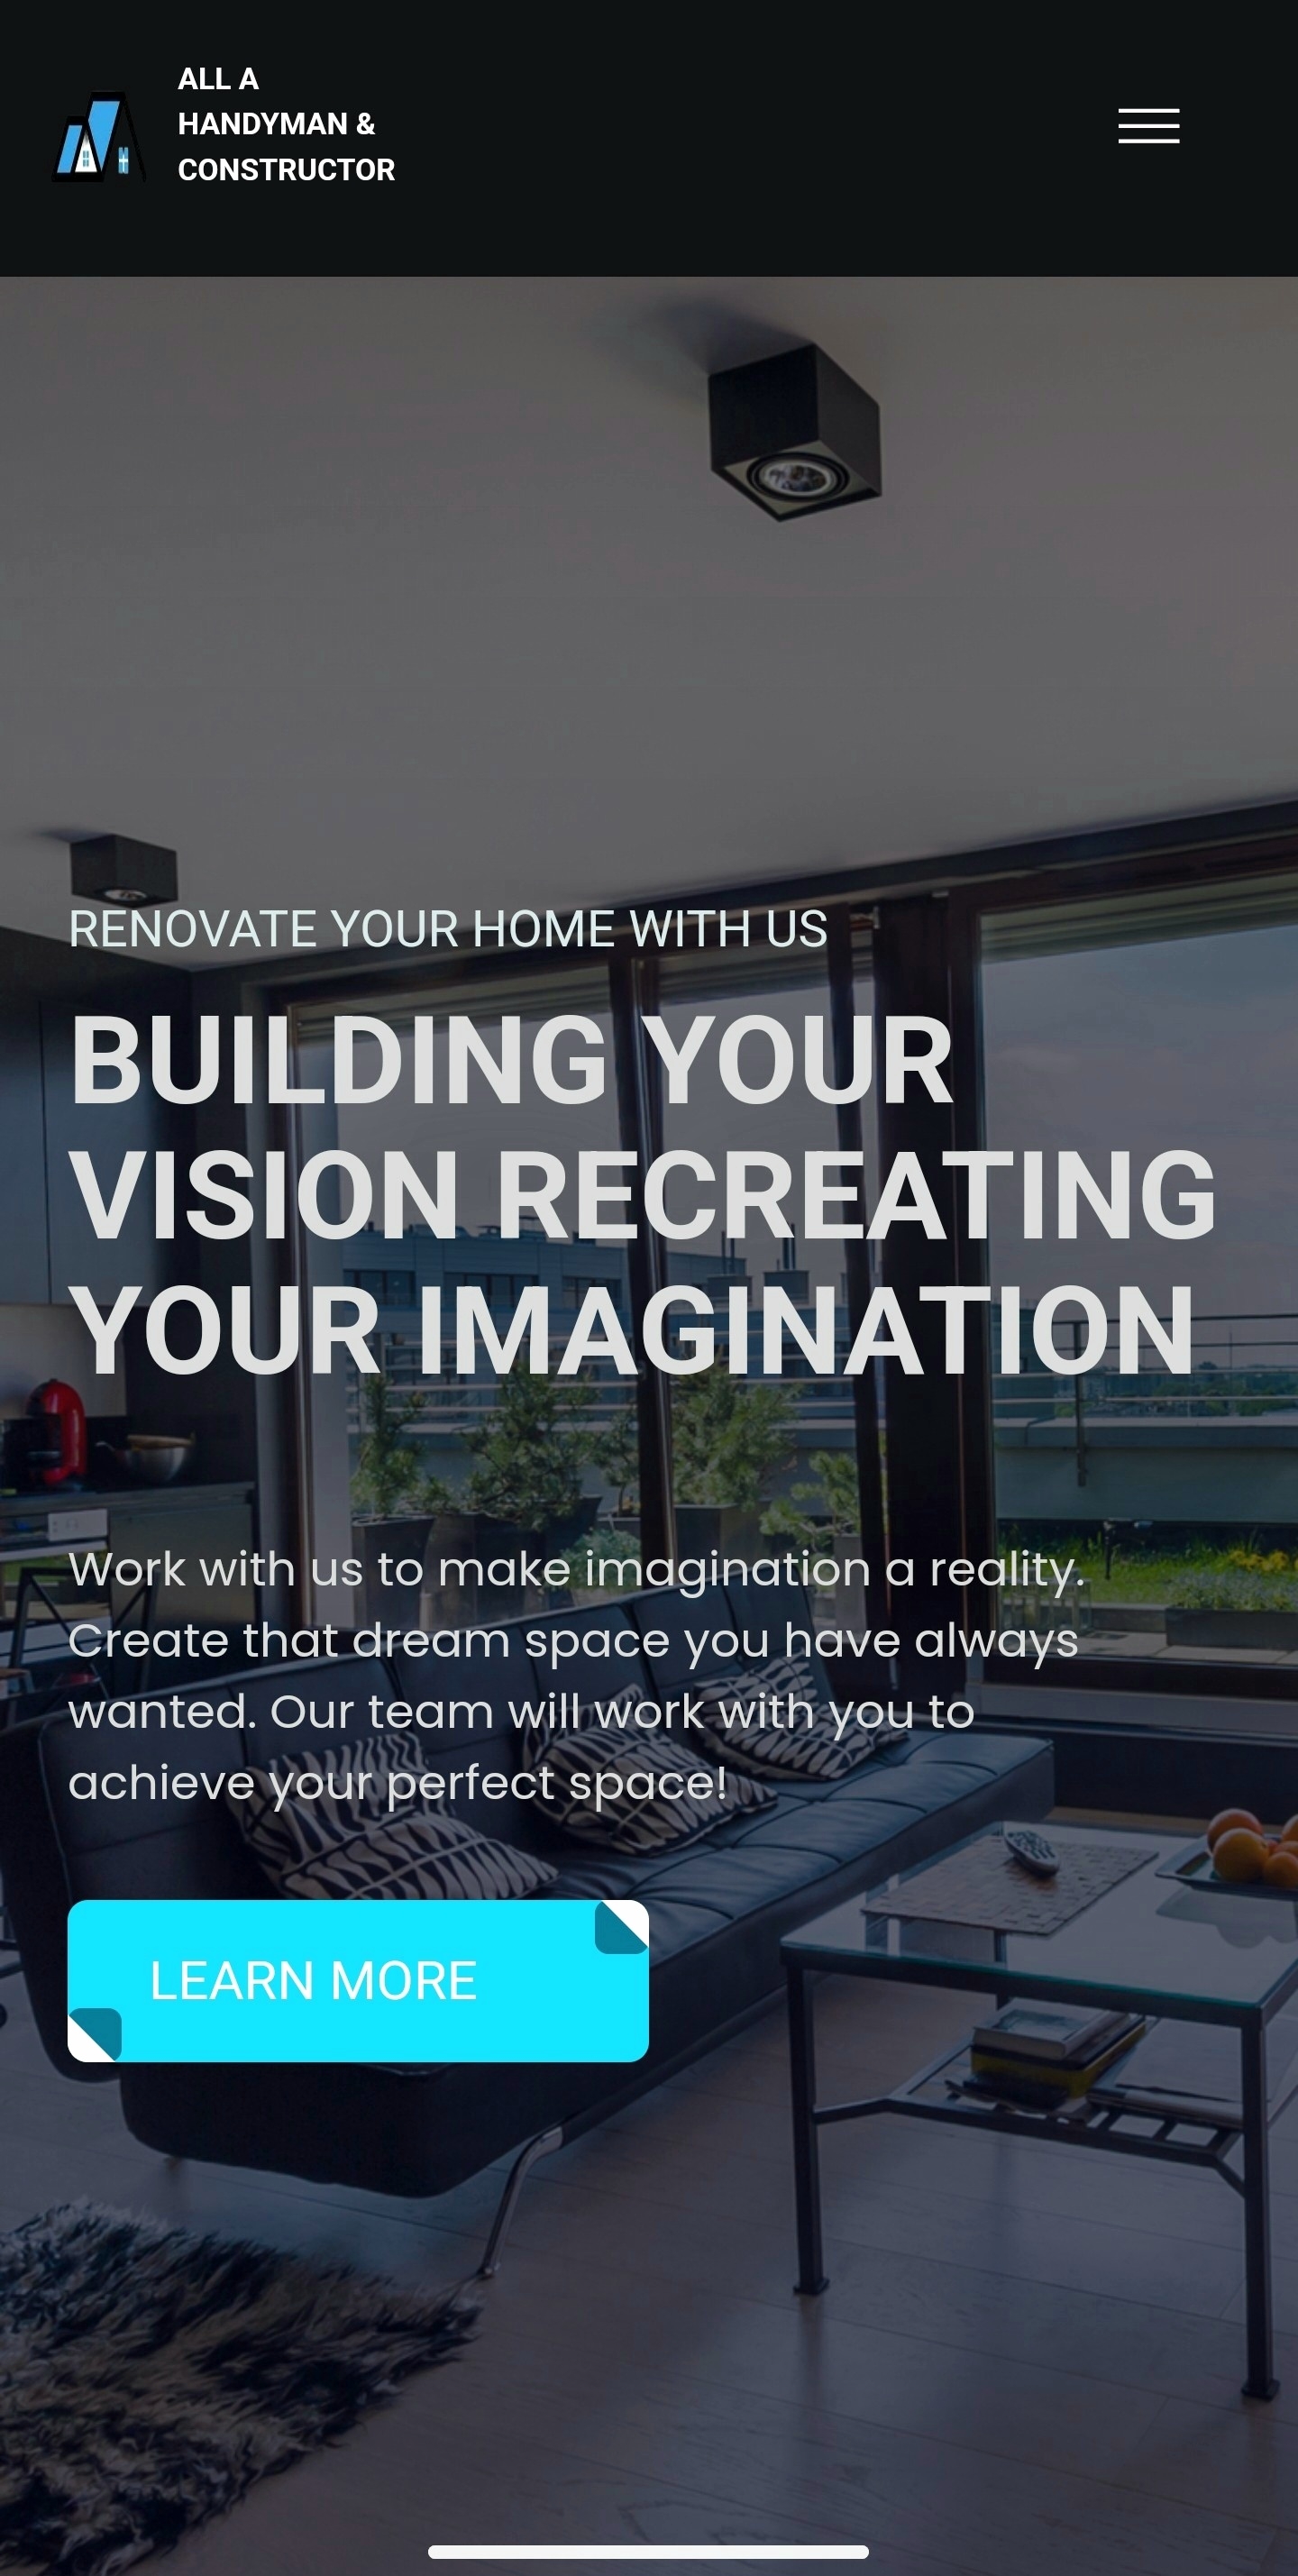 ALL A
HANDYMAN &
CONSTRUCTOR
RENOVATE YOUR HOME WITH US
BUILDING YOUR
VISION RECREATING
YOUR IMAGINATION
Work with us to make imagination a reality.
Create that dream space you have always
wanted. Our team will work with you to
achieve your perfect space!
LEARN MORE